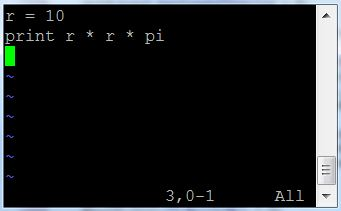 r = 10
print r * r * pi
~
~
~
~
~
~
3,0-1 All